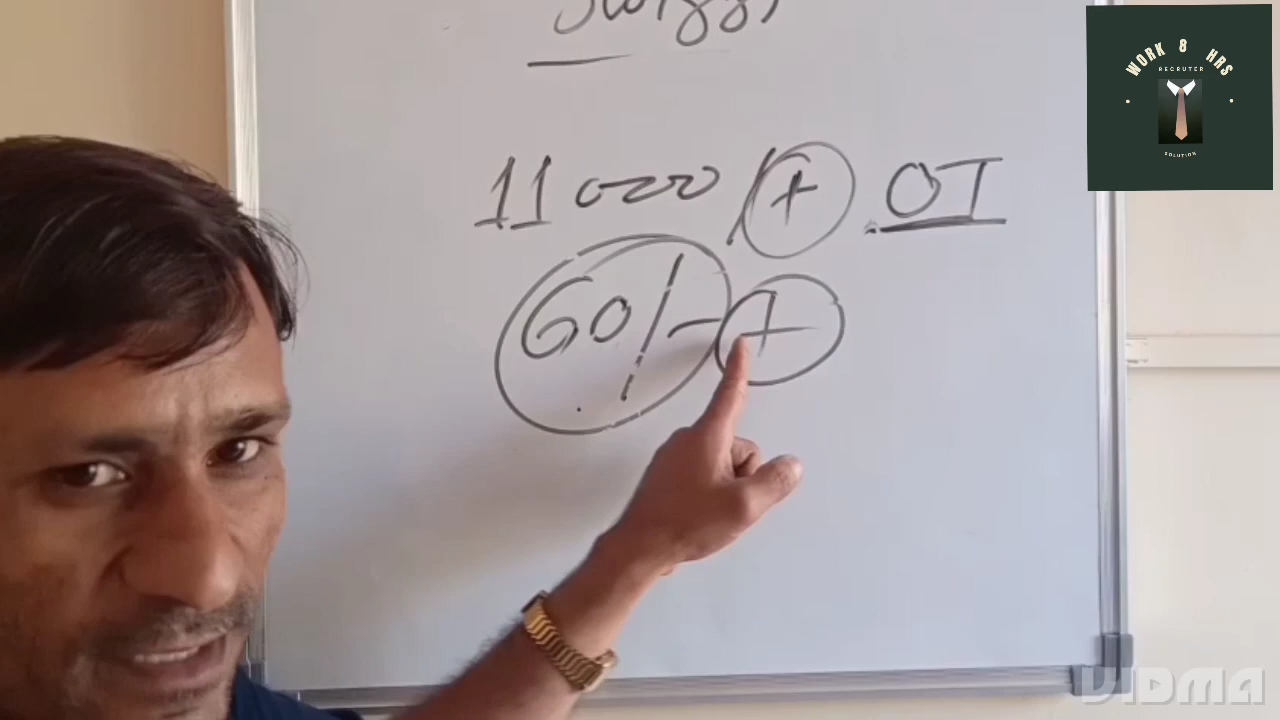 11000/+ OT
60/- +
WORK 8 HRS
RECRUTER
SOLUTION
VIDMA